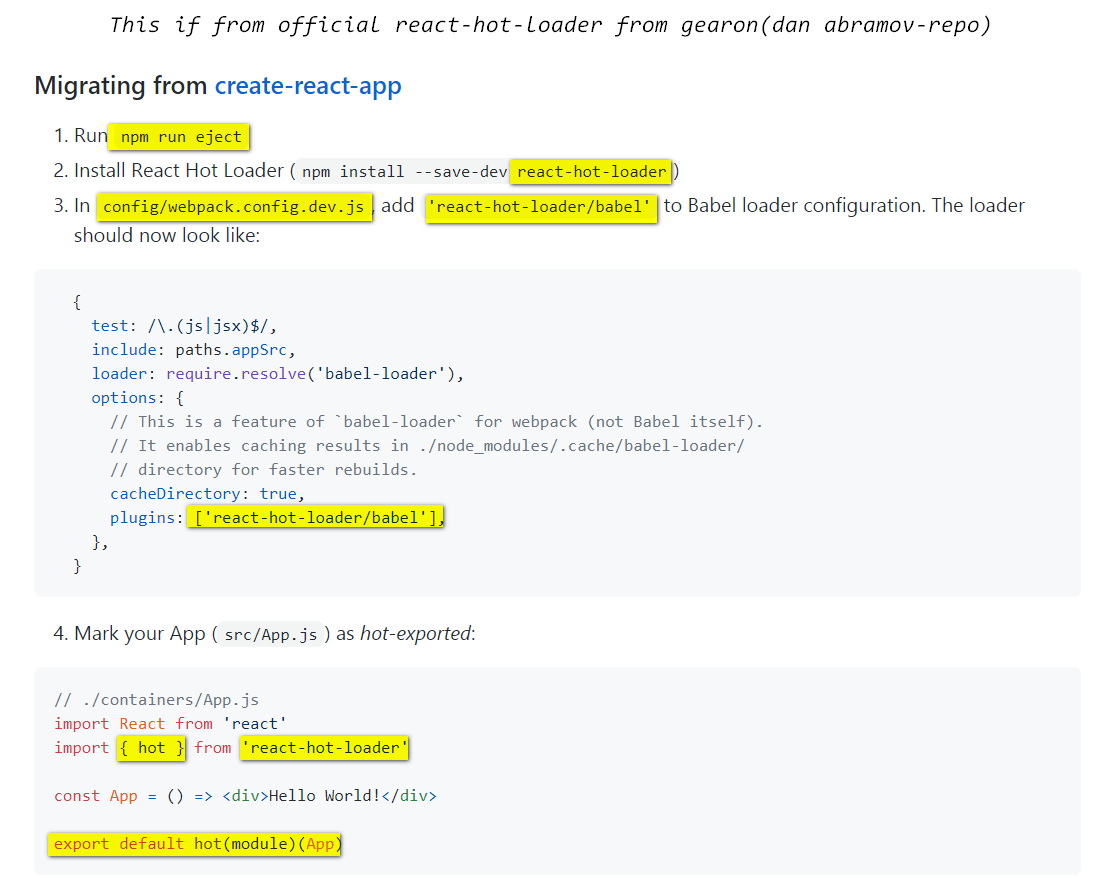 This if from official react-hot-loader from gearon(dan abramov-repo)
Migrating from create-react-app
1. Run npm run eject
2. Install React Hot Loader ( npm install --save-dev react-hot-loader )
3. In config/webpack.config.dev.js , add 'react-hot-loader/babel' to Babel loader configuration. The loader
should now look like:
{
  test: /\.(js|jsx)$/,
  include: paths.appSrc,
  loader: require.resolve('babel-loader'),
  options: {
    // This is a feature of `babel-loader` for webpack (not Babel itself).
    // It enables caching results in ./node_modules/.cache/babel-loader/
    // directory for faster rebuilds.
    cacheDirectory: true,
    plugins: ['react-hot-loader/babel'],
  },
}
4. Mark your App ( src/App.js ) as hot-exported:
// ./containers/App.js
import React from 'react'
import { hot } from 'react-hot-loader'
const App = () => <div>Hello World!</div>
export default hot(module)(App)